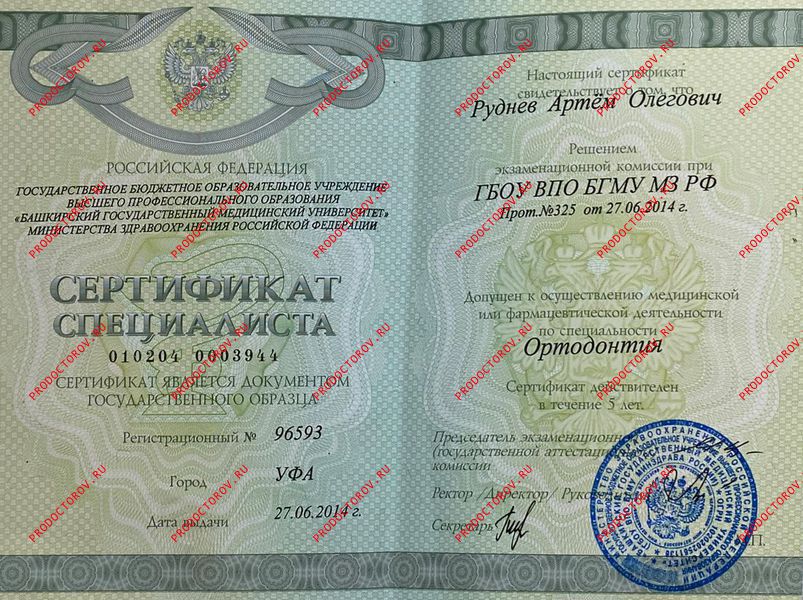 РОССИЙСКАЯ ФЕДЕРАЦИЯ
ГОСУДАРСТВЕННОЕ БЮДЖЕТНОЕ ОБРАЗОВАТЕЛЬНОЕ УЧРЕЖДЕНИЕ
ВЫСШЕГО ПРОФЕССИОНАЛЬНОГО ОБРАЗОВАНИЯ
«БАШКИРСКИЙ ГОСУДАРСТВЕННЫЙ МЕДИЦИНСКИЙ УНИВЕРСИТЕТ»
МИНИСТЕРСТВА ЗДРАВООХРАНЕНИЯ РОССИЙСКОЙ ФЕДЕРАЦИИ
СЕРТИФИКАТ
СПЕЦИАЛИСТА
010204 0003944
СЕРТИФИКАТ ЯВЛЯЕТСЯ ДОКУМЕНТОМ
ГОСУДАРСТВЕННОГО ОБРАЗЦА
Регистрационный № 96593
Город УФА
Дата выдачи 27.06.2014 г.
Настоящий сертификат
свидетельствует о том, что
Руднев Артём Олегович
Решением
экзаменационной комиссии при
ГБОУ ВПО БГМУ МЗ РФ
Прот.№325 от 27.06.2014 г.
Допущен к осуществлению медицинской
или фармацевтической деятельности
по специальности
Ортодонтия
Сертификат действителен
в течение 5 лет.
Председатель экзаменационной
(государственной аттестационной
комиссии
Ректор /Директор / Руководитель
Секретарь
М.П.
PRODOCTOROV.RU